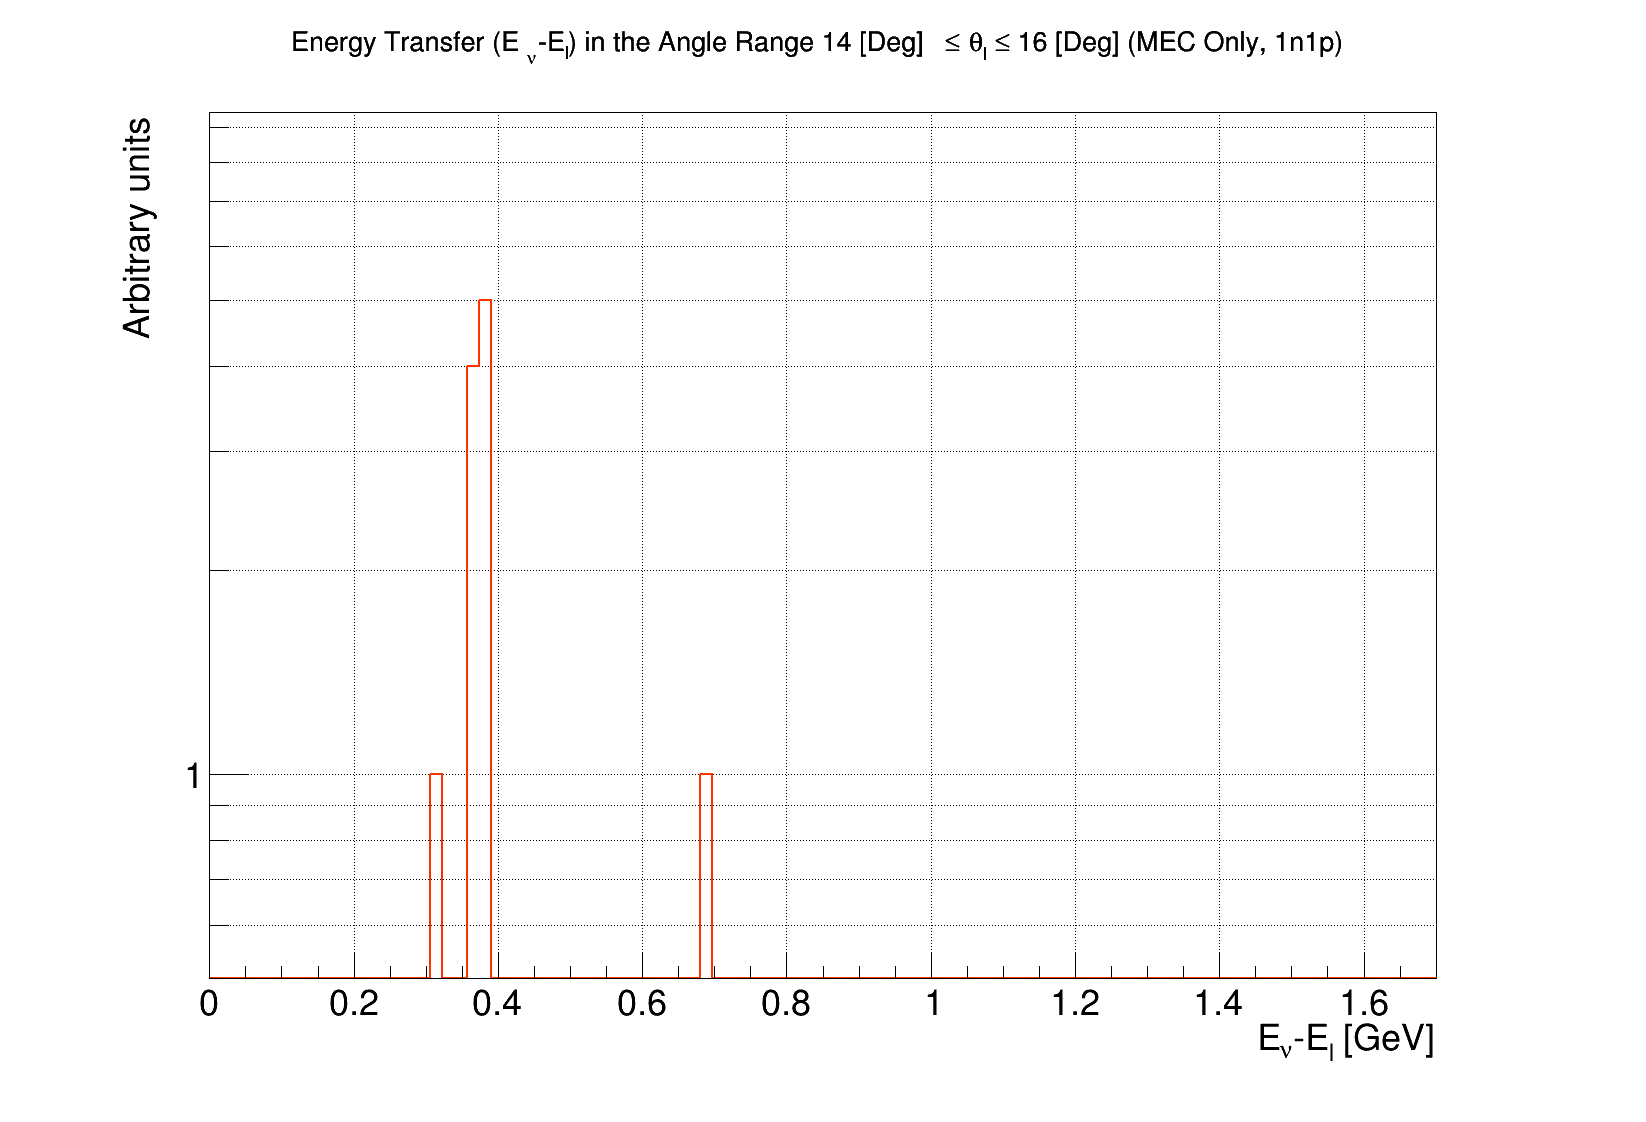 Energy Transfer (E ν-El) in the Angle Range 14 [Deg] ≤ θl ≤ 16 [Deg] (MEC Only, 1n1p)
Arbitrary units
1
0 0.2 0.4 0.6 0.8 1 1.2 1.4 1.6
Eν-El [GeV]